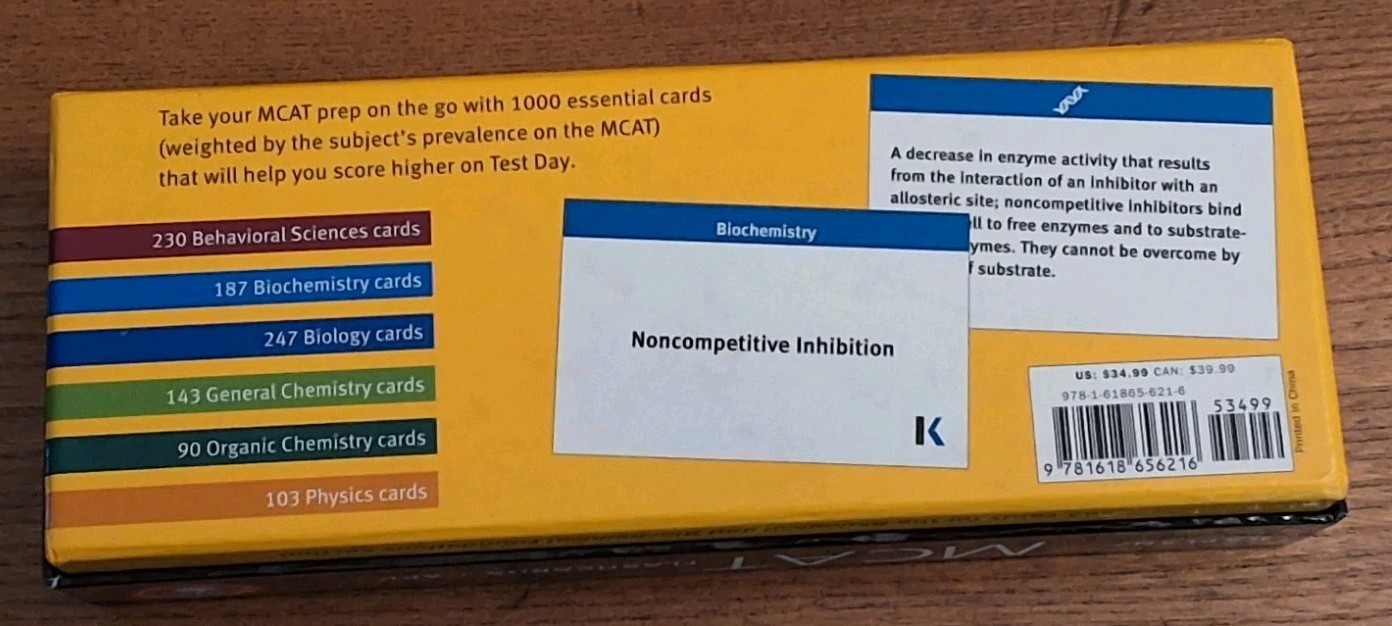 Take your MCAT prep on the go with 1000 essential cards
(weighted by the subject's prevalence on the MCAT)
that will help you score higher on Test Day.
230 Behavioral Sciences cards
187 Biochemistry cards
247 Biology cards
143 General Chemistry cards
90 Organic Chemistry cards
103 Physics cards
Biochemistry
Noncompetitive Inhibition
K
A decrease in enzyme activity that results
from the interaction of an inhibitor with an
allosteric site; noncompetitive inhibitors bind
ll to free enzymes and to substrate-
ymes. They cannot be overcome by
f substrate.
US: $34.99 CAN: $39.99
978-1-61865-621-6
53499
9 781618 656216
Printed in China
MCAT